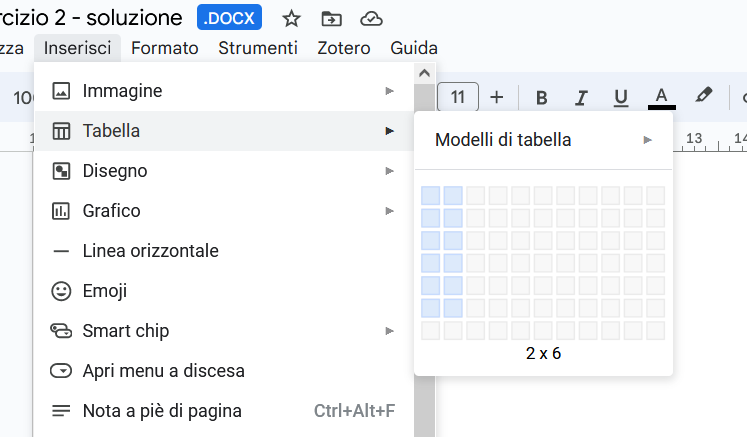 rcizio 2 - soluzione .DOCX
zza Inserisci Formato Strumenti Zotero Guida
Immagine
11 + B I U A
Tabella
Modelli di tabella
13 14
Disegno
Grafico
Linea orizzontale
Emoji
Smart chip
2 x 6
Apri menu a discesa
Nota a piè di pagina Ctrl+Alt+F